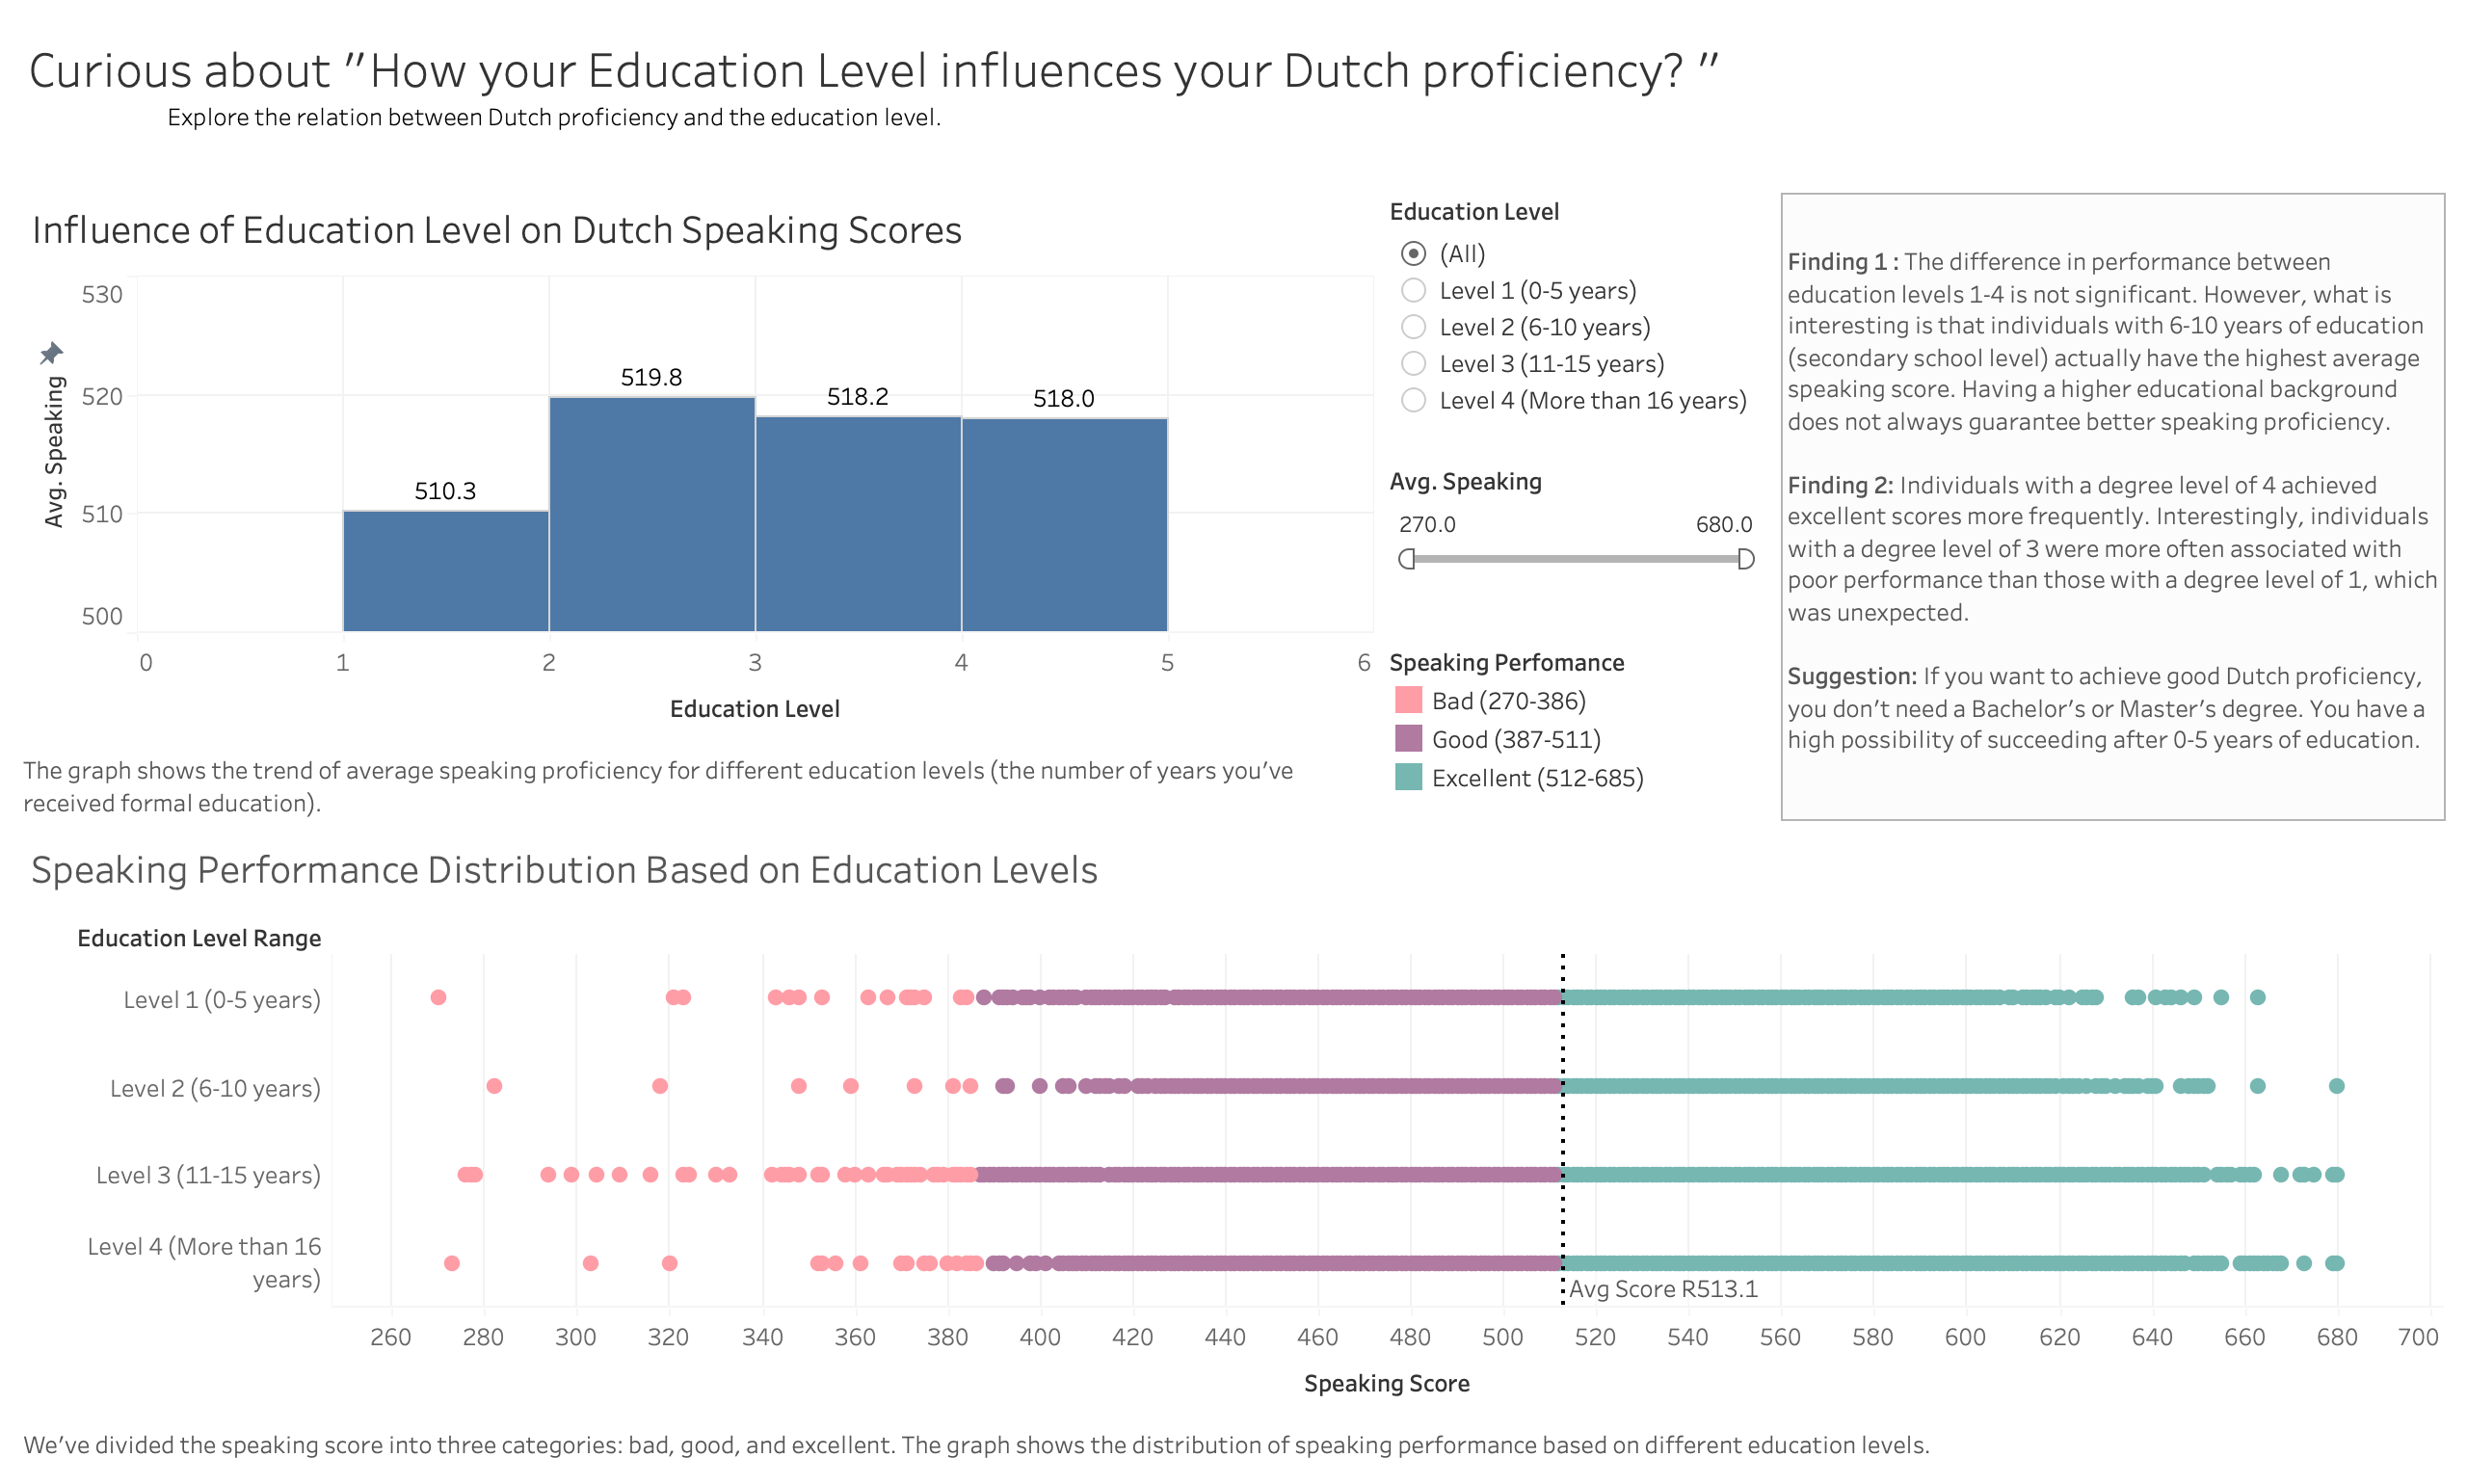 Curious about "How your Education Level influences your Dutch proficiency? "
Explore the relation between Dutch proficiency and the education level.
Influence of Education Level on Dutch Speaking Scores
530
520
510
500
Avg. Speaking
510.3
519.8
518.2
518.0
0
1
2
3
4
5
6
Education Level
The graph shows the trend of average speaking proficiency for different education levels (the number of years you've
received formal education).
Education Level
(All)
Level 1 (0-5 years)
Level 2 (6-10 years)
Level 3 (11-15 years)
Level 4 (More than 16 years)
Avg. Speaking
270.0
680.0
Speaking Perfomance
Bad (270-386)
Good (387-511)
Excellent (512-685)
Finding 1 : The difference in performance between
education levels 1-4 is not significant. However, what is
interesting is that individuals with 6-10 years of education
(secondary school level) actually have the highest average
speaking score. Having a higher educational background
does not always guarantee better speaking proficiency.
Finding 2: Individuals with a degree level of 4 achieved
excellent scores more frequently. Interestingly, individuals
with a degree level of 3 were more often associated with
poor performance than those with a degree level of 1, which
was unexpected.
Suggestion: If you want to achieve good Dutch proficiency,
you don't need a Bachelor's or Master's degree. You have a
high possibility of succeeding after 0-5 years of education.
Speaking Performance Distribution Based on Education Levels
Education Level Range
Level 1 (0-5 years)
Level 2 (6-10 years)
Level 3 (11-15 years)
Level 4 (More than 16
years)
Avg Score R513.1
260
280
300
320
340
360
380
400
420
440
460
480
500
520
540
560
580
600
620
640
660
680
700
Speaking Score
We've divided the speaking score into three categories: bad, good, and excellent. The graph shows the distribution of speaking performance based on different education levels.